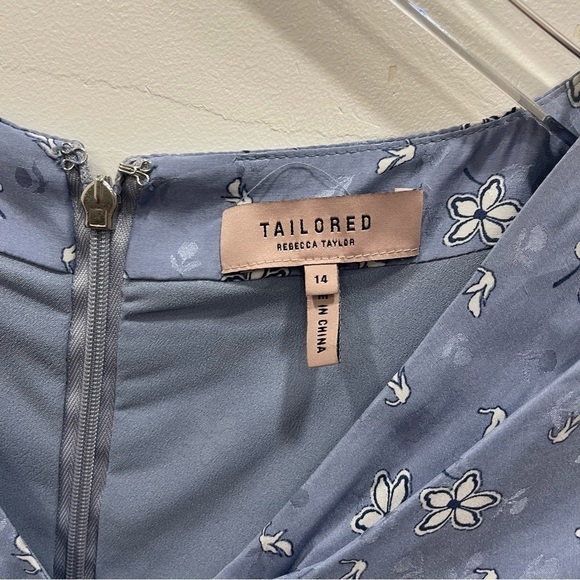 TAILORED
REBECCA TAYLOR
14
IN CHINA